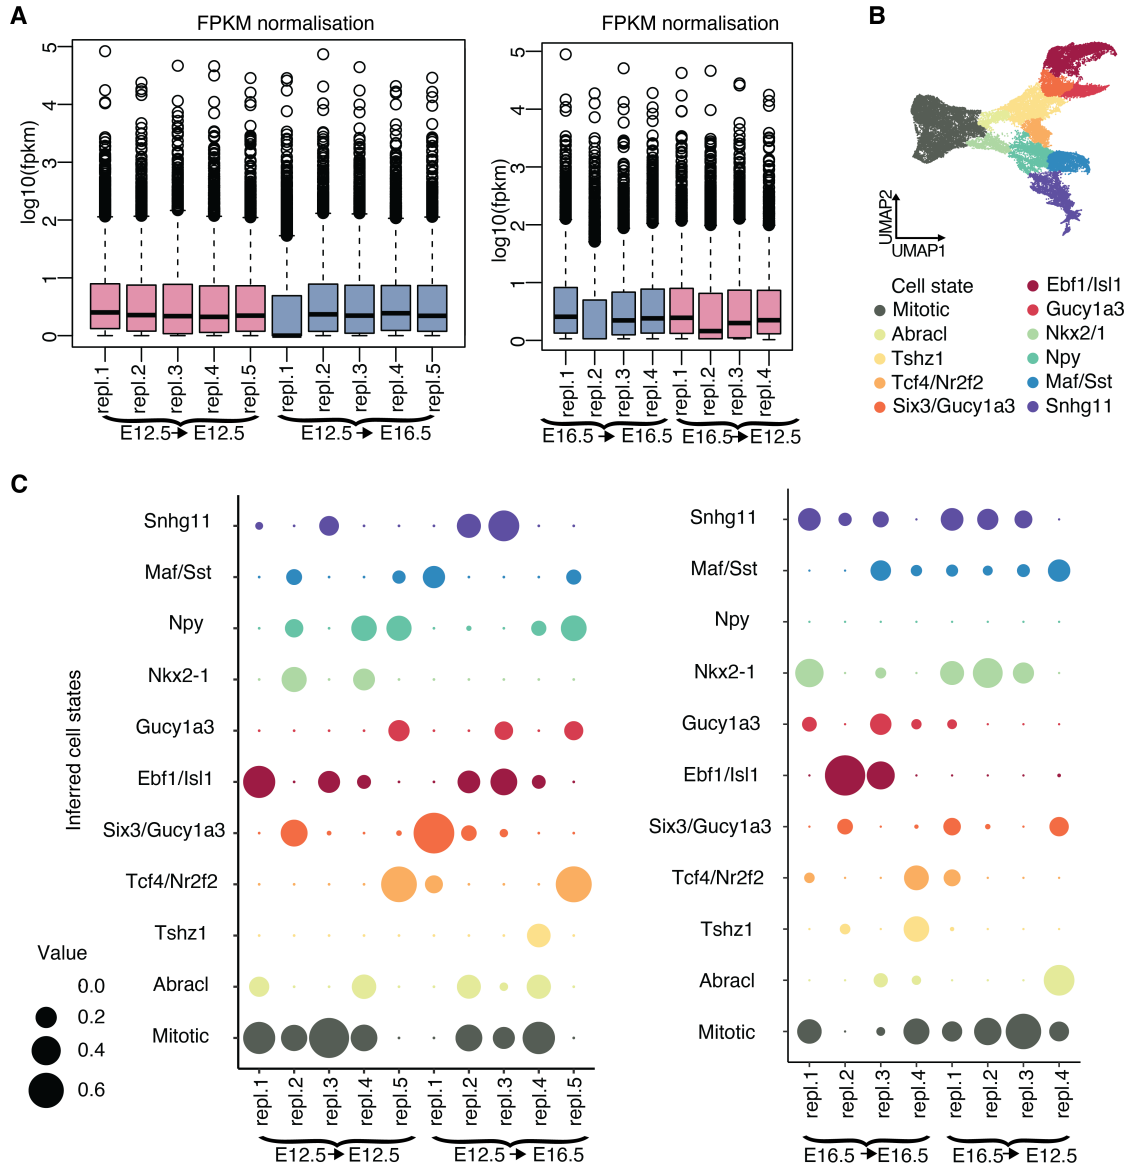 A
FPKM normalisation
log10(fpkm)
5
4
3
2
1
0
repl.1
repl.2
repl.3
repl.4
repl.5
repl.1
repl.2
repl.3
repl.4
repl.5
E12.5 → E12.5
E12.5 → E16.5
FPKM normalisation
log10(fpkm)
5
4
3
2
1
0
repl.1
repl.2
repl.3
repl.4
repl.1
repl.2
repl.3
repl.4
E16.5 → E16.5
E16.5 → E12.5
B
UMAP2
UMAP1
Cell state
Mitotic
Abracl
Tshz1
Tcf4/Nr2f2
Six3/Gucy1a3
Ebf1/Isl1
Gucy1a3
Nkx2/1
Npy
Maf/Sst
Snhg11
C
Inferred cell states
Snhg11
Maf/Sst
Npy
Nkx2-1
Gucy1a3
Ebf1/Isl1
Six3/Gucy1a3
Tcf4/Nr2f2
Tshz1
Abracl
Mitotic
Value
0.0
0.2
0.4
0.6
repl.1
repl.2
repl.3
repl.4
repl.5
repl.1
repl.2
repl.3
repl.4
repl.5
E12.5 → E12.5
E12.5 → E16.5
Snhg11
Maf/Sst
Npy
Nkx2-1
Gucy1a3
Ebf1/Isl1
Six3/Gucy1a3
Tcf4/Nr2f2
Tshz1
Abracl
Mitotic
repl.1
repl.2
repl.3
repl.4
repl.1
repl.2
repl.3
repl.4
E16.5 → E16.5
E16.5 → E12.5